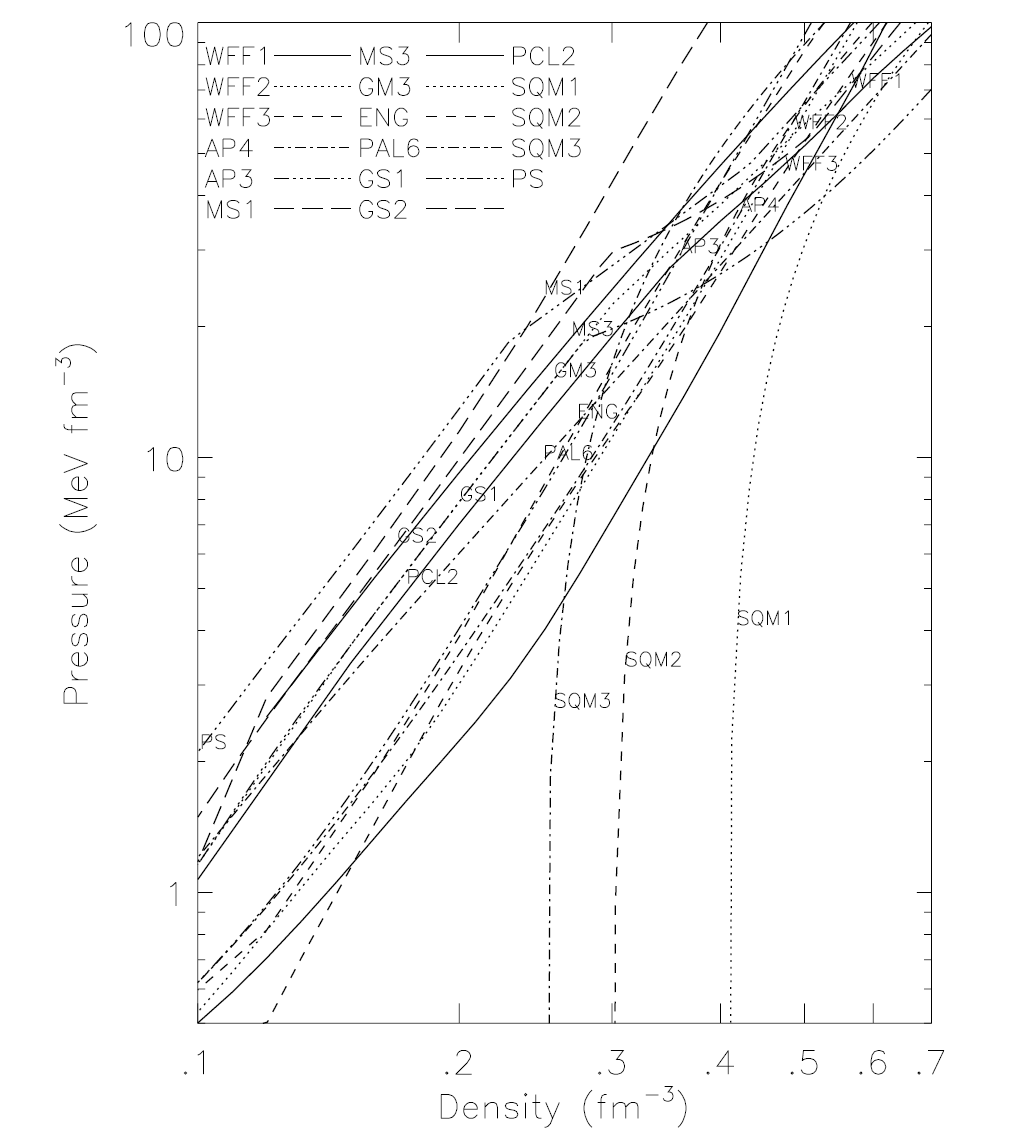 100
WFF1 MS3 PCL2
WFF2 GM3 SQM1
WFF3 ENG SQM2
AP4 PAL6 SQM3
AP3 GS1 PS
MS1 GS2
WFF1
WFF2
WFF3
AP4
AP3
MS1
MS3
GM3
ENG
PAL6
10
GS1
GS2
PCL2
SQM1
SQM2
SQM3
PS
1
Pressure (MeV fm⁻³)
.1 .2 .3 .4 .5 .6 .7
Density (fm⁻³)